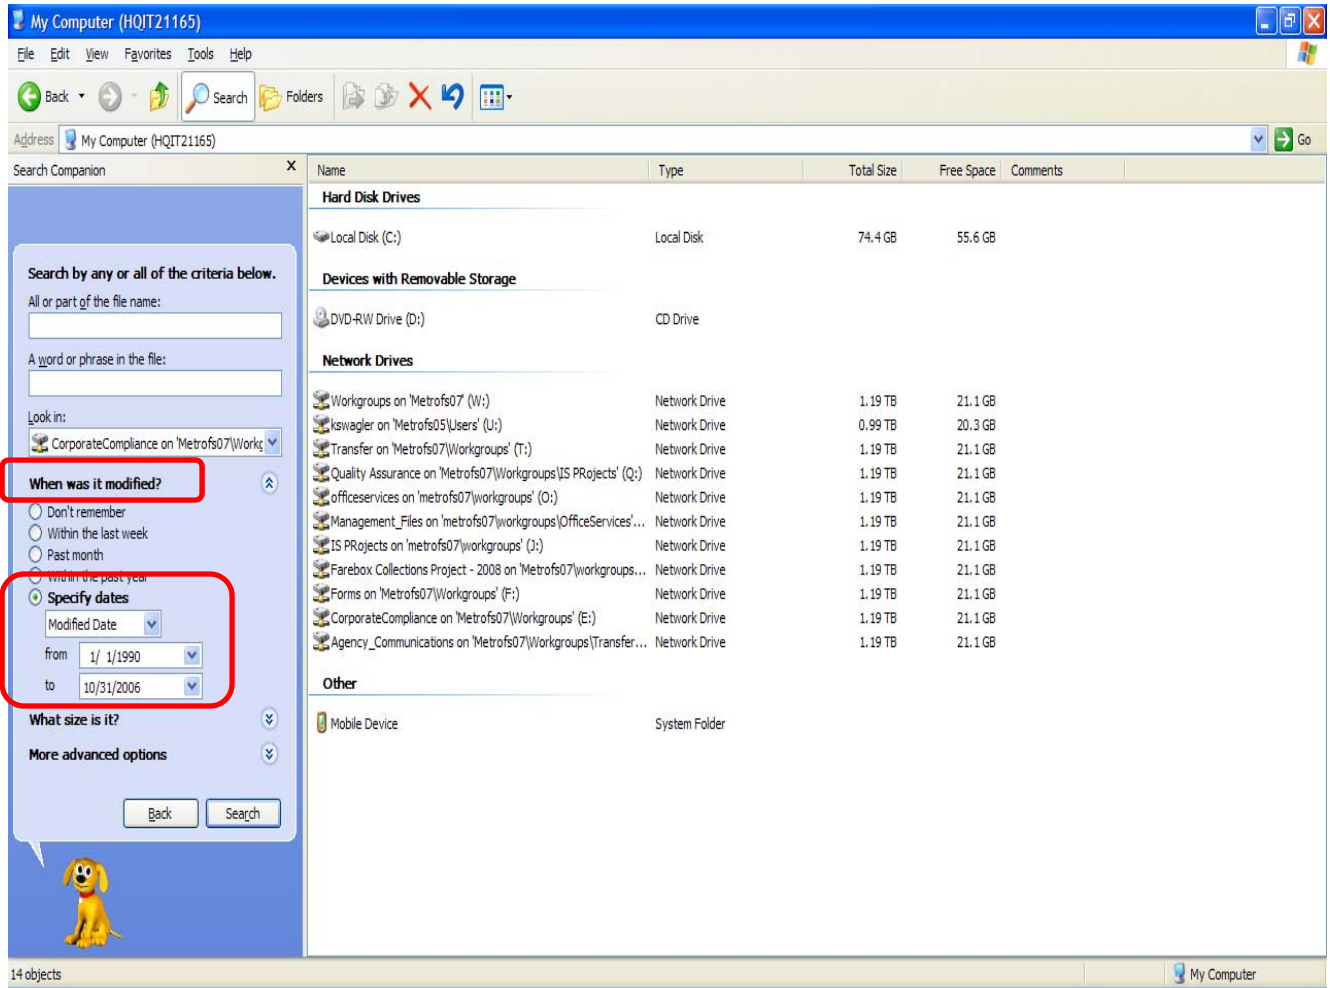 My Computer (HQIT21165)
File Edit View Favorites Tools Help
Back Search Folders
Address My Computer (HQIT21165) Go
Search Companion X
Search by any or all of the criteria below.
All or part of the file name:
A word or phrase in the file:
Look in:
CorporateCompliance on 'Metrofs07\Workg
When was it modified?
Don't remember
Within the last week
Past month
Within the past year
Specify dates
Modified Date
from 1/ 1/1990
to 10/31/2006
What size is it?
More advanced options
Back Search
Name Type Total Size Free Space Comments
Hard Disk Drives
Local Disk (C:) Local Disk 74.4 GB 55.6 GB
Devices with Removable Storage
DVD-RW Drive (D:) CD Drive
Network Drives
Workgroups on 'Metrofs07' (W:) Network Drive 1.19 TB 21.1 GB
kswagler on 'Metrofs05\Users' (U:) Network Drive 0.99 TB 20.3 GB
Transfer on 'Metrofs07\Workgroups' (T:) Network Drive 1.19 TB 21.1 GB
Quality Assurance on 'Metrofs07\Workgroups\IS PRojects' (Q:) Network Drive 1.19 TB 21.1 GB
officeservices on 'metrofs07\workgroups' (O:) Network Drive 1.19 TB 21.1 GB
Management_Files on 'metrofs07\workgroups\OfficeServices'... Network Drive 1.19 TB 21.1 GB
IS PRojects on 'metrofs07\workgroups' (J:) Network Drive 1.19 TB 21.1 GB
Farebox Collections Project - 2008 on 'Metrofs07\workgroups... Network Drive 1.19 TB 21.1 GB
Forms on 'Metrofs07\Workgroups' (F:) Network Drive 1.19 TB 21.1 GB
CorporateCompliance on 'Metrofs07\Workgroups' (E:) Network Drive 1.19 TB 21.1 GB
Agency_Communications on 'Metrofs07\Workgroups\Transfer... Network Drive 1.19 TB 21.1 GB
Other
Mobile Device System Folder
14 objects My Computer